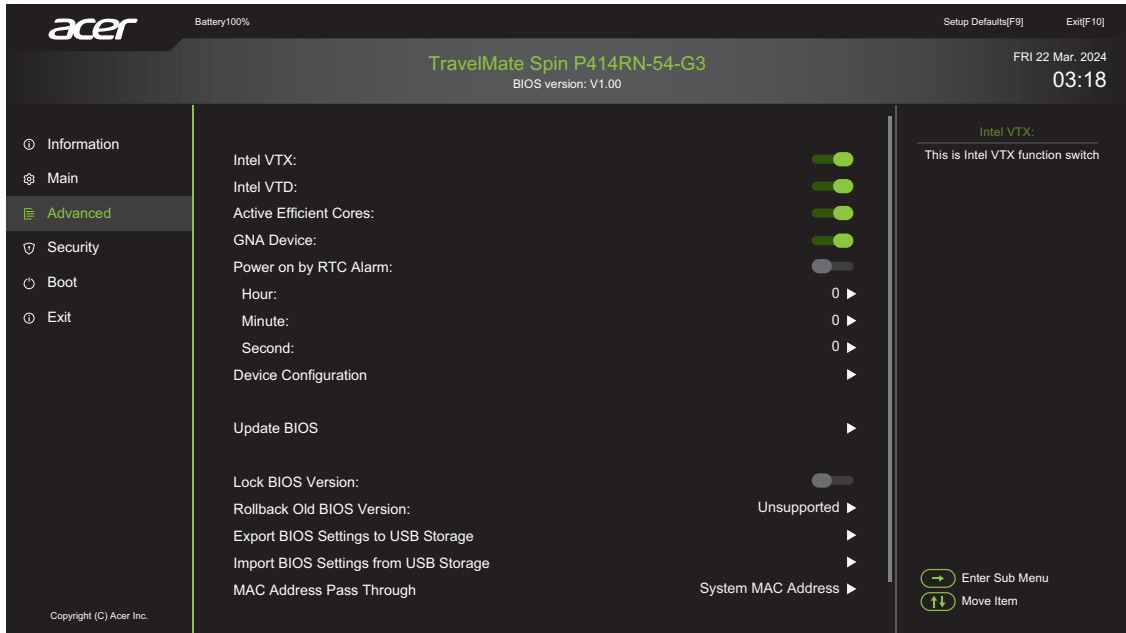 acer
Battery100%
Setup Defaults[F9] Exit[F10]
TravelMate Spin P414RN-54-G3
BIOS version: V1.00
FRI 22 Mar. 2024
03:18
Information
Main
Advanced
Security
Boot
Exit
Intel VTX:
Intel VTD:
Active Efficient Cores:
GNA Device:
Power on by RTC Alarm:
Hour: 0
Minute: 0
Second: 0
Device Configuration
Update BIOS
Lock BIOS Version:
Rollback Old BIOS Version: Unsupported
Export BIOS Settings to USB Storage
Import BIOS Settings from USB Storage
MAC Address Pass Through System MAC Address
Intel VTX:
This is Intel VTX function switch
Enter Sub Menu
Move Item
Copyright (C) Acer Inc.